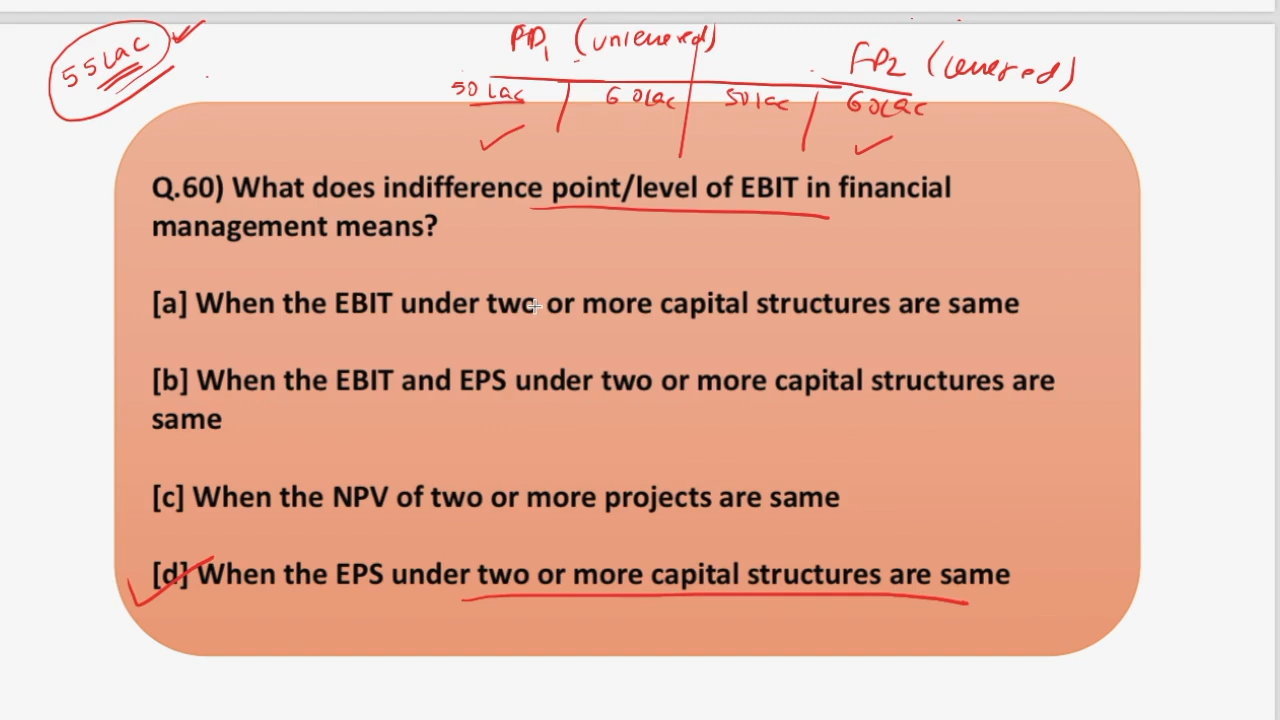 55 Lac
FP1 (unlevered)
FP2 (levered)
50 Lac 60 Lac 50 lac 60 Lac
Q.60) What does indifference point/level of EBIT in financial
management means?
[a] When the EBIT under two or more capital structures are same
[b] When the EBIT and EPS under two or more capital structures are
same
[c] When the NPV of two or more projects are same
[d] When the EPS under two or more capital structures are same